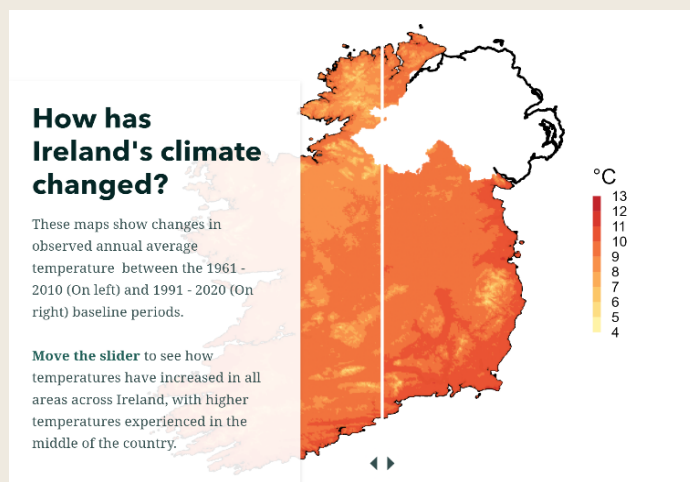 How has
Ireland's climate
changed?
These maps show changes in
observed annual average
temperature  between the 1961 -
2010 (On left) and 1991 - 2020 (On
right) baseline periods.
Move the slider to see how
temperatures have increased in all
areas across Ireland, with higher
temperatures experienced in the
middle of the country.
°C
13
12
11
10
9
8
7
6
5
4